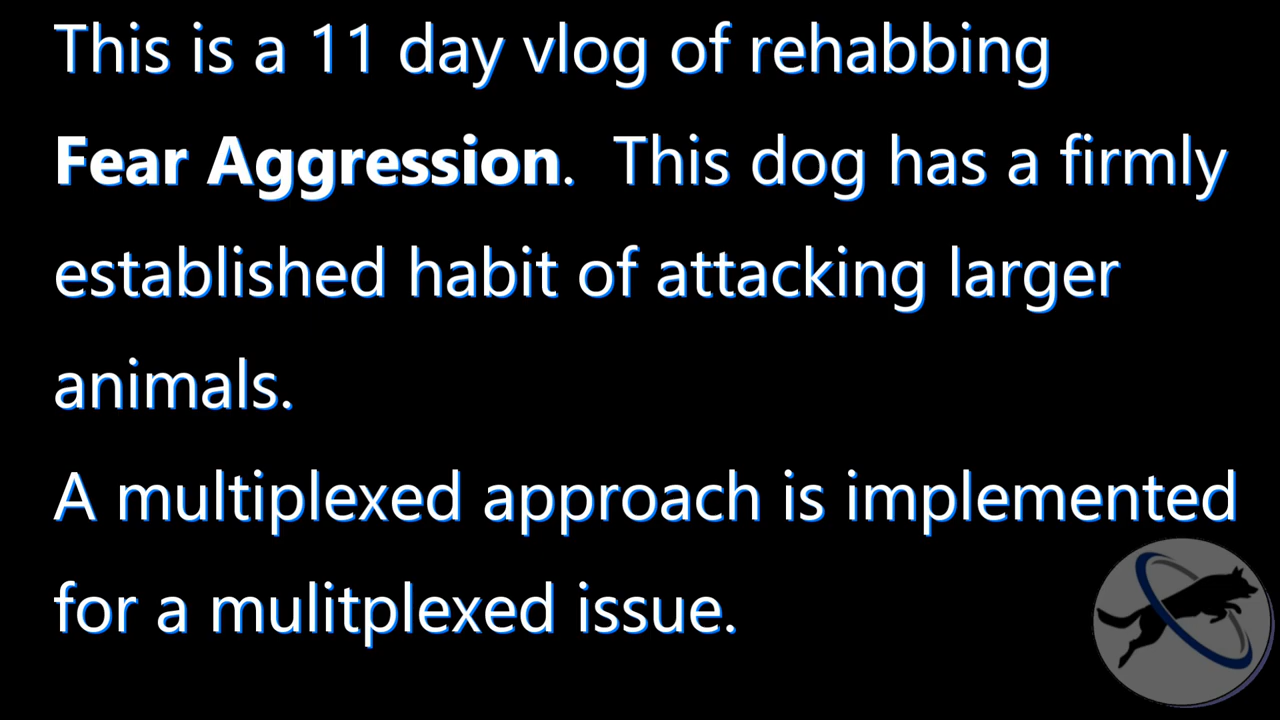 This is a 11 day vlog of rehabbing
Fear Aggression.  This dog has a firmly
established habit of attacking larger
animals.
A multiplexed approach is implemented
for a mulitplexed issue.